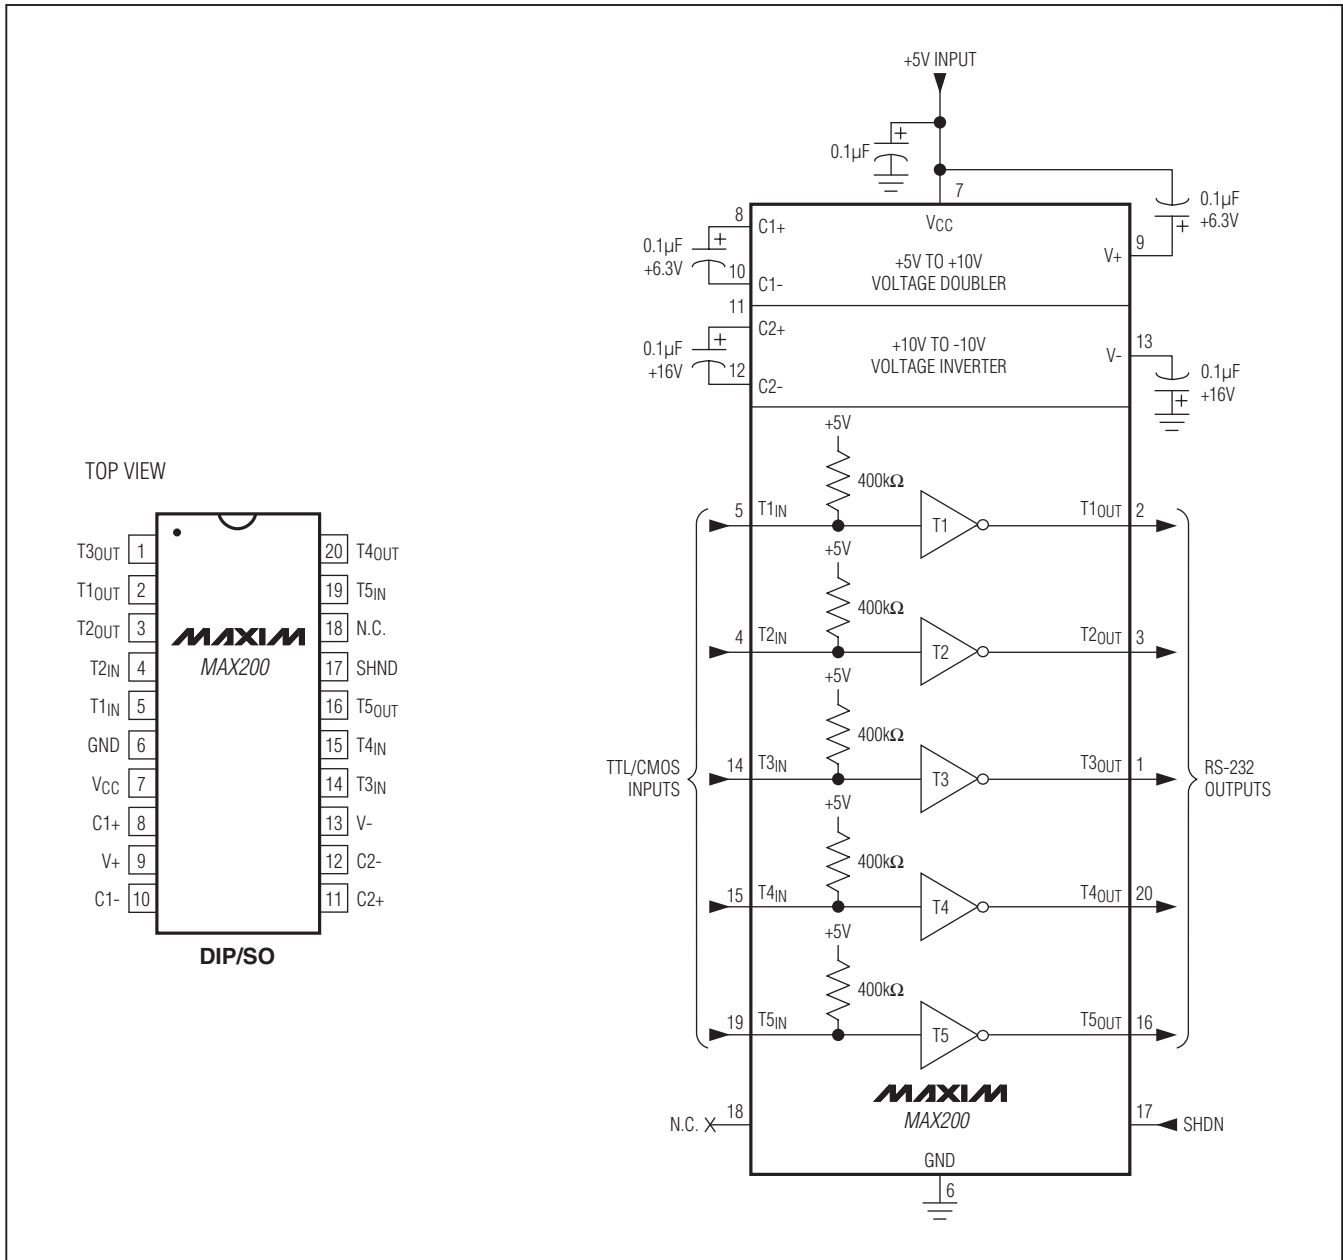 TOP VIEW
T3OUT 1
T1OUT 2
T2OUT 3
T2IN 4
T1IN 5
GND 6
VCC 7
C1+ 8
V+ 9
C1- 10
20 T4OUT
19 T5IN
18 N.C.
17 SHND
16 T5OUT
15 T4IN
14 T3IN
13 V-
12 C2-
11 C2+
MAXIM
MAX200
DIP/SO
+5V INPUT
0.1µF
+
7
VCC
0.1µF
+6.3V
+
9
V+
8
C1+
0.1µF
+6.3V
+
10
C1-
+5V TO +10V
VOLTAGE DOUBLER
11
C2+
0.1µF
+16V
+
12
C2-
+10V TO -10V
VOLTAGE INVERTER
13
V-
0.1µF
+16V
+
+5V
400kΩ
5 T1IN
T1
T1OUT 2
+5V
400kΩ
4 T2IN
T2
T2OUT 3
+5V
400kΩ
TTL/CMOS
INPUTS
14 T3IN
T3
T3OUT 1
RS-232
OUTPUTS
+5V
400kΩ
15 T4IN
T4
T4OUT 20
+5V
400kΩ
19 T5IN
T5
T5OUT 16
MAXIM
MAX200
N.C. 18
17 SHDN
GND
6